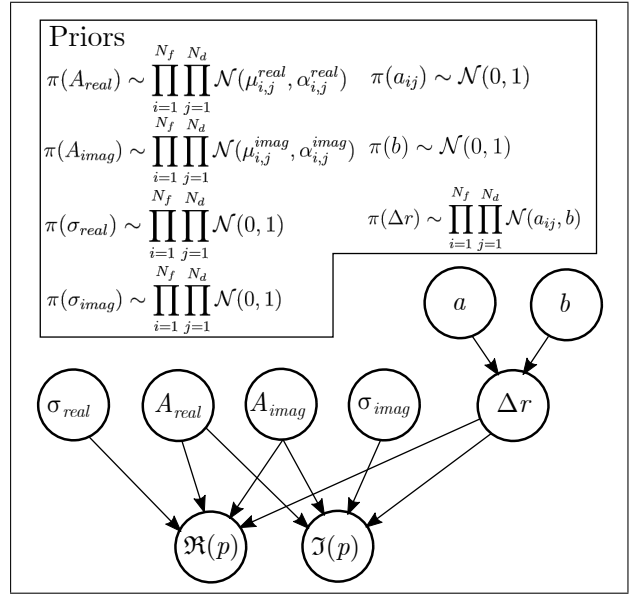 Priors
π(A_real) ~ ∏_{i=1}^{N_f} ∏_{j=1}^{N_d} 𝒩(μ_{i,j}^{real}, α_{i,j}^{real}) π(a_{ij}) ~ 𝒩(0, 1)
π(A_imag) ~ ∏_{i=1}^{N_f} ∏_{j=1}^{N_d} 𝒩(μ_{i,j}^{imag}, α_{i,j}^{imag}) π(b) ~ 𝒩(0, 1)
π(σ_real) ~ ∏_{i=1}^{N_f} ∏_{j=1}^{N_d} 𝒩(0, 1) π(Δr) ~ ∏_{i=1}^{N_f} ∏_{j=1}^{N_d} 𝒩(a_{ij}, b)
π(σ_imag) ~ ∏_{i=1}^{N_f} ∏_{j=1}^{N_d} 𝒩(0, 1)
a b
σ_real A_real A_imag σ_imag Δr
ℜ(p) ℑ(p)